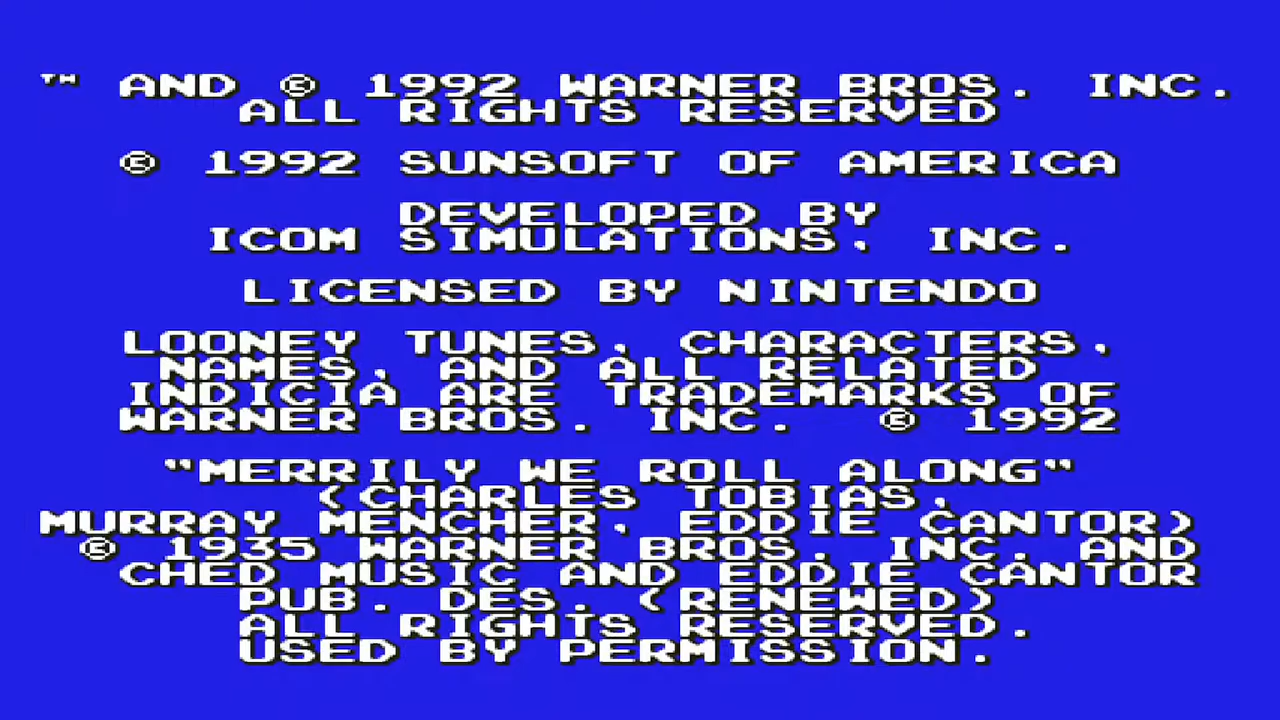 ™ AND © 1992 WARNER BROS. INC.
ALL RIGHTS RESERVED
© 1992 SUNSOFT OF AMERICA
DEVELOPED BY
ICOM SIMULATIONS, INC.
LICENSED BY NINTENDO
LOONEY TUNES, CHARACTERS,
NAMES, AND ALL RELATED
INDICIA ARE TRADEMARKS OF
WARNER BROS. INC. © 1992
"MERRILY WE ROLL ALONG"
(CHARLES TOBIAS,
MURRAY MENCHER, EDDIE CANTOR)
© 1935 WARNER BROS. INC. AND
CHED MUSIC AND EDDIE CANTOR
PUB. DES. (RENEWED)
ALL RIGHTS RESERVED.
USED BY PERMISSION.